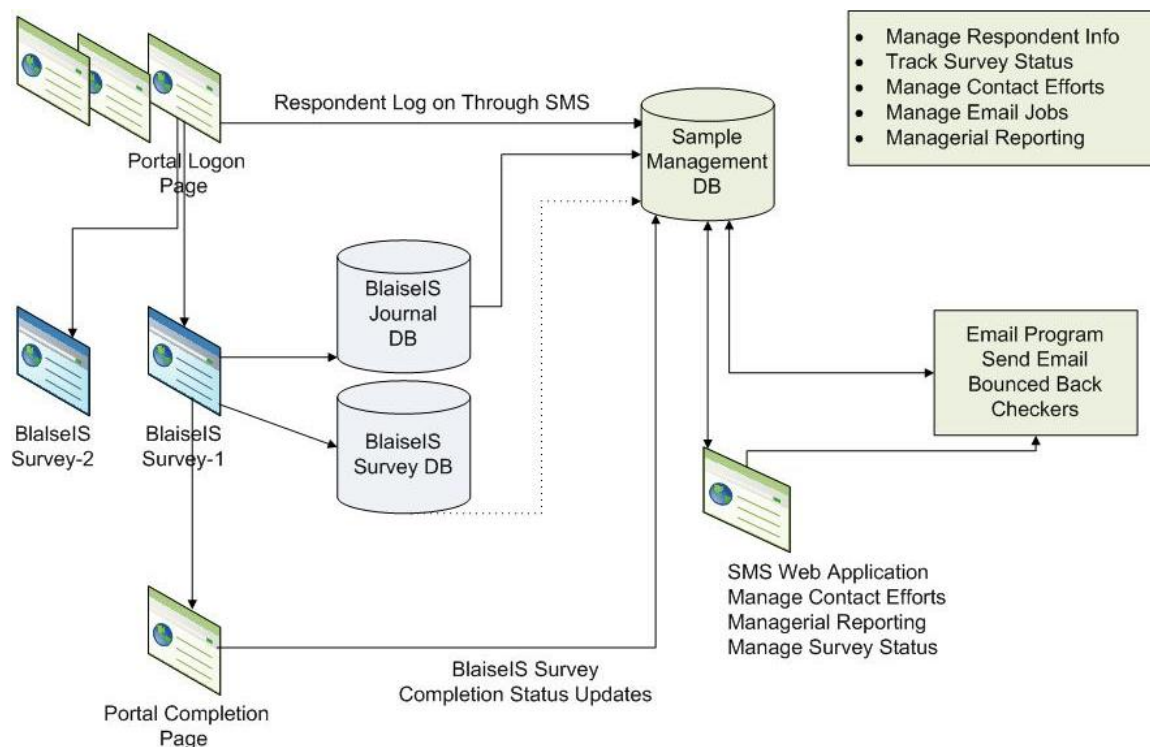 Manage Respondent Info
Track Survey Status
Manage Contact Efforts
Manage Email Jobs
Managerial Reporting
Respondent Log on Through SMS
Portal Logon
Page
Sample
Management
DB
BlaiseIS
Journal
DB
BlaiseIS
Survey DB
BlalseIS
Survey-2
BlaiseIS
Survey-1
Email Program
Send Email
Bounced Back
Checkers
SMS Web Application
Manage Contact Efforts
Managerial Reporting
Manage Survey Status
BlaiseIS Survey
Completion Status Updates
Portal Completion
Page